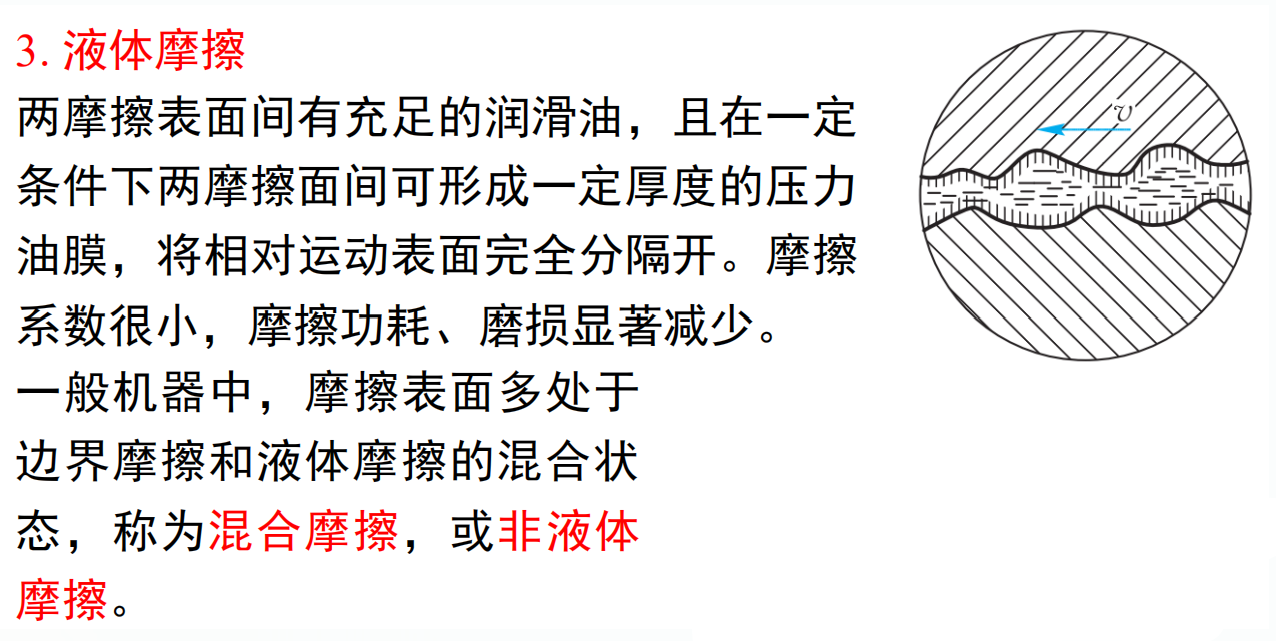 3. 液体摩擦
两摩擦表面间有充足的润滑油，且在一定
条件下两摩擦面间可形成一定厚度的压力
油膜，将相对运动表面完全分隔开。摩擦
系数很小，摩擦功耗、磨损显著减少。
一般机器中，摩擦表面多处于
边界摩擦和液体摩擦的混合状
态，称为混合摩擦，或非液体
摩擦。
v